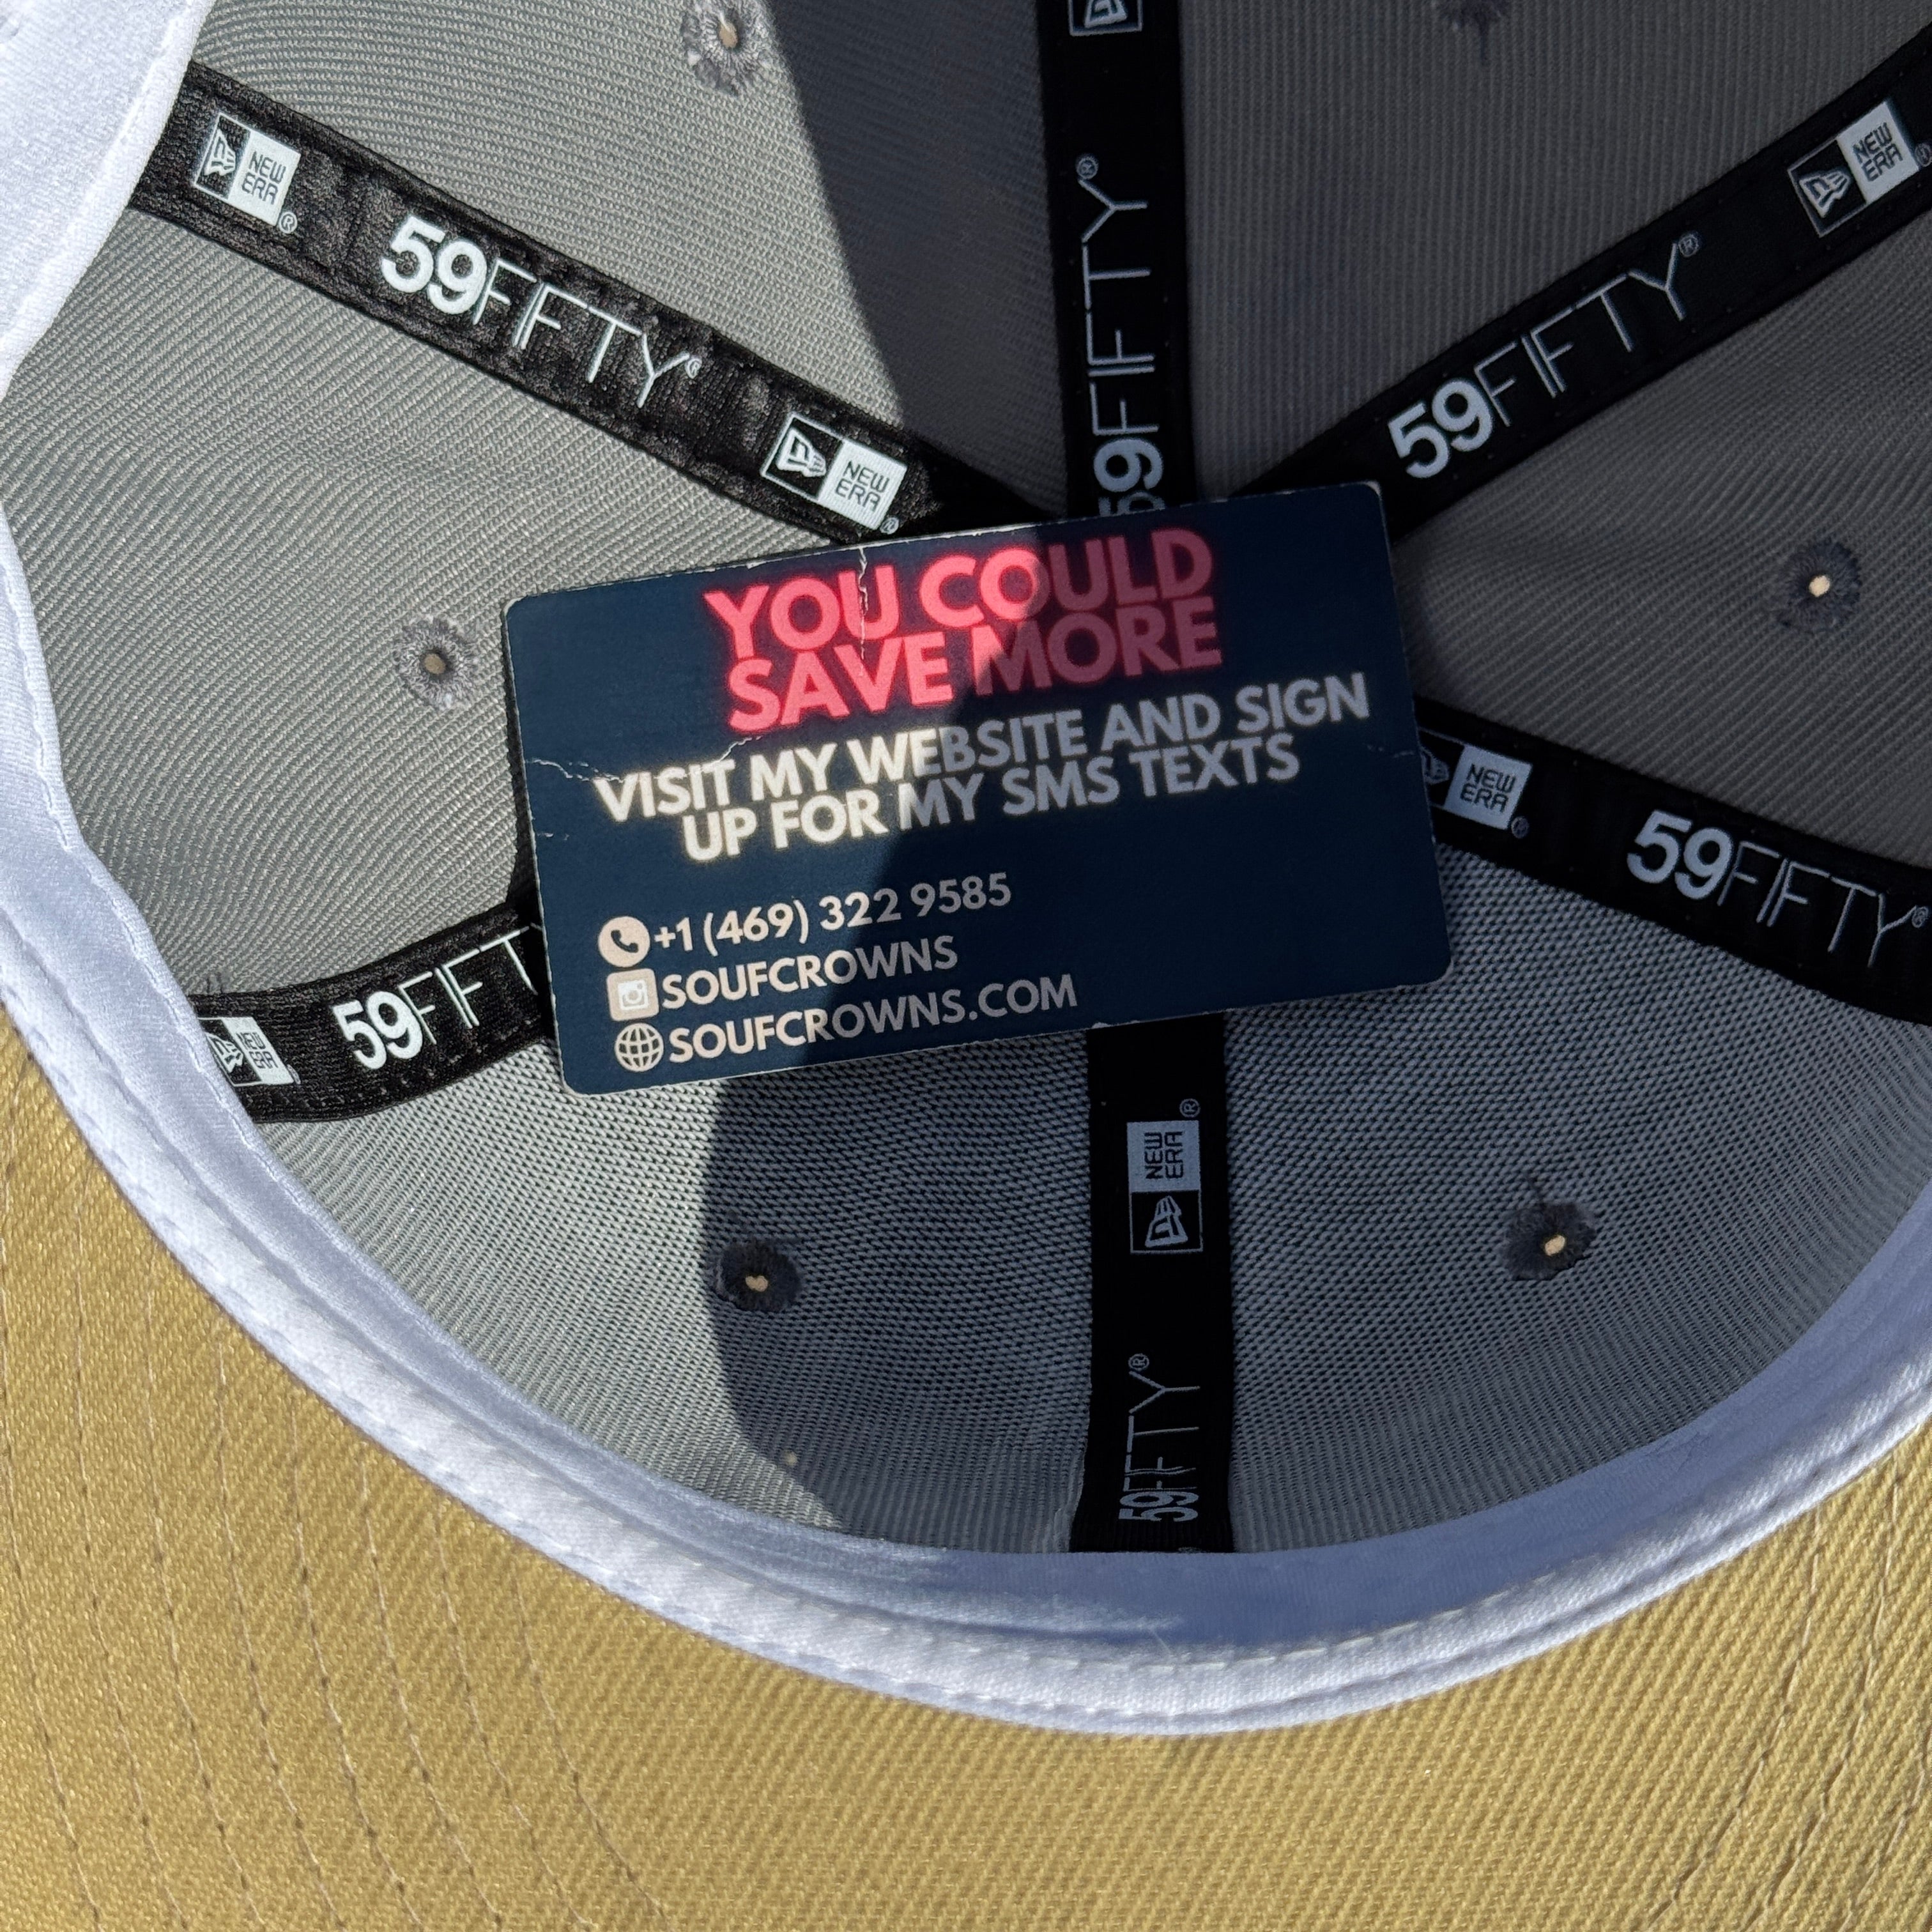 NEW
ERA
®
59FIFTY®
NEW
ERA
®
59FIFTY®
NEW
ERA
59FIFTY®
YOU COULD
SAVE MORE
VISIT MY WEBSITE AND SIGN
UP FOR MY SMS TEXTS
+1 (469) 322 9585
SOUFCROWNS
SOUFCROWNS.COM
NEW
ERA
®
59FIFTY®
NEW
ERA
59FIFT
NEW
ERA
®
59FIFTY®